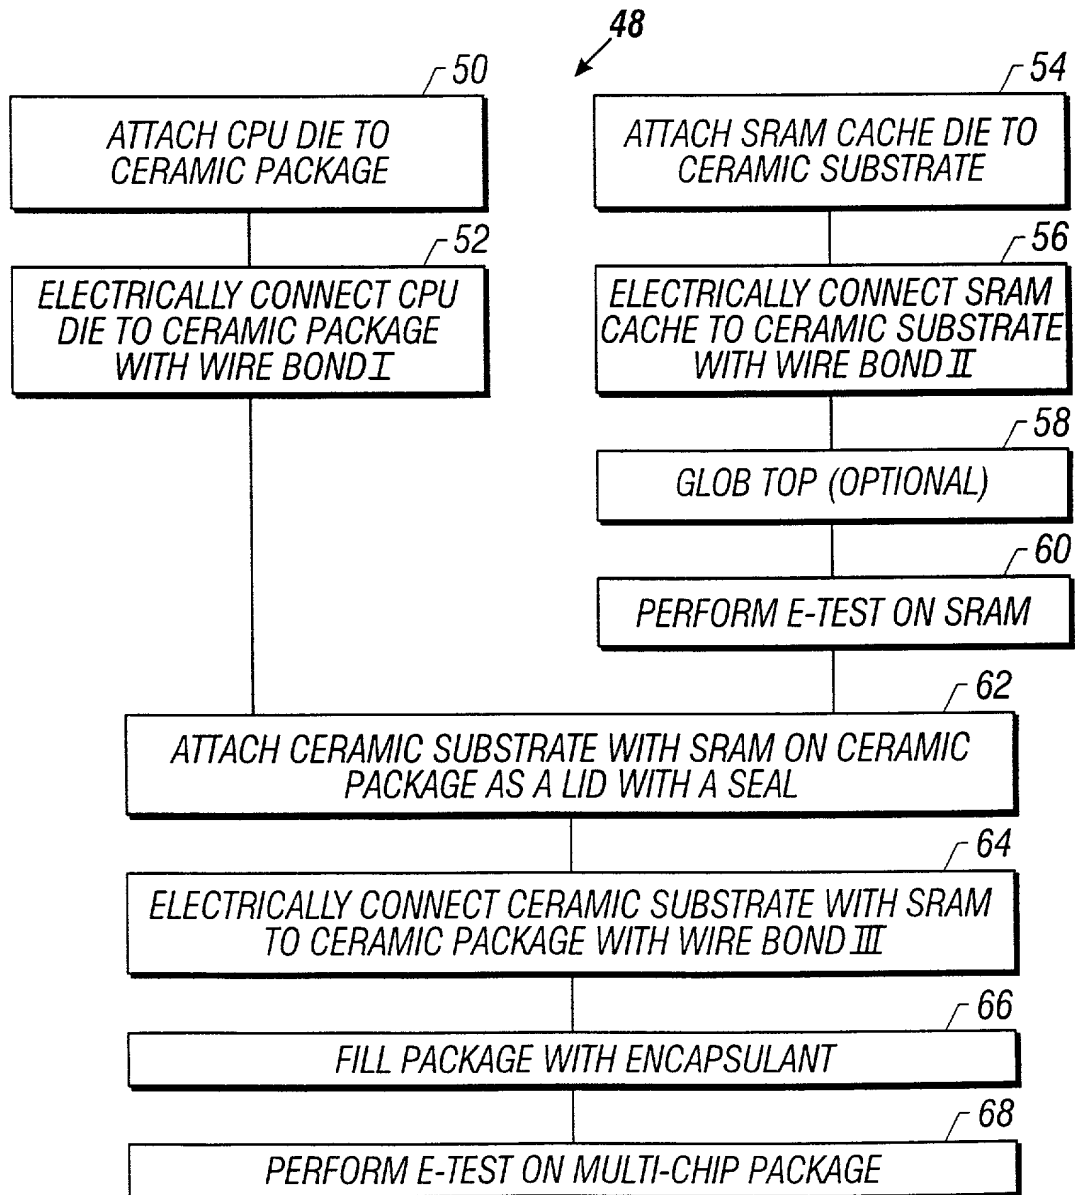 48
50
ATTACH CPU DIE TO
CERAMIC PACKAGE
52
ELECTRICALLY CONNECT CPU
DIE TO CERAMIC PACKAGE
WITH WIRE BOND I
54
ATTACH SRAM CACHE DIE TO
CERAMIC SUBSTRATE
56
ELECTRICALLY CONNECT SRAM
CACHE TO CERAMIC SUBSTRATE
WITH WIRE BOND II
58
GLOB TOP (OPTIONAL)
60
PERFORM E-TEST ON SRAM
62
ATTACH CERAMIC SUBSTRATE WITH SRAM ON CERAMIC
PACKAGE AS A LID WITH A SEAL
64
ELECTRICALLY CONNECT CERAMIC SUBSTRATE WITH SRAM
TO CERAMIC PACKAGE WITH WIRE BOND III
66
FILL PACKAGE WITH ENCAPSULANT
68
PERFORM E-TEST ON MULTI-CHIP PACKAGE